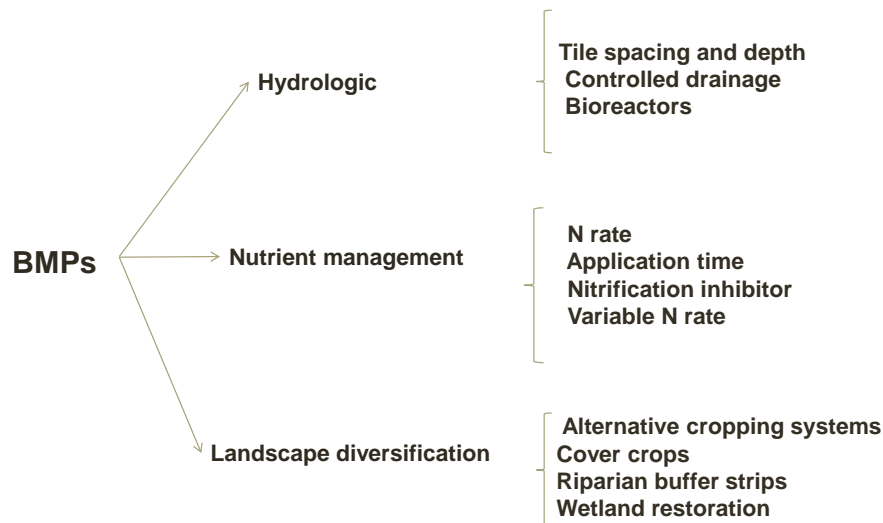 Hydrologic
Tile spacing and depth
Controlled drainage
Bioreactors
BMPs
Nutrient management
N rate
Application time
Nitrification inhibitor
Variable N rate
Landscape diversification
Alternative cropping systems
Cover crops
Riparian buffer strips
Wetland restoration